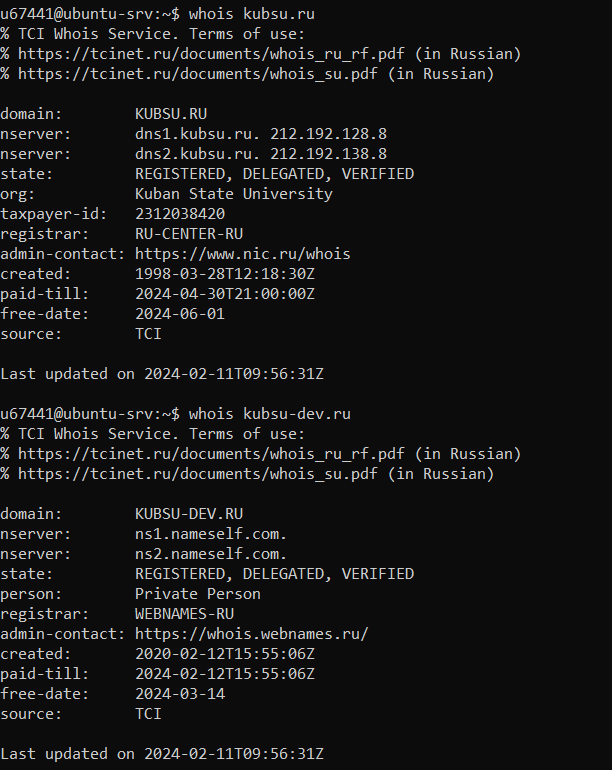 u67441@ubuntu-srv:~$ whois kubsu.ru
% TCI Whois Service. Terms of use:
% https://tcinet.ru/documents/whois_ru_rf.pdf (in Russian)
% https://tcinet.ru/documents/whois_su.pdf (in Russian)

domain:        KUBSU.RU
nserver:       dns1.kubsu.ru. 212.192.128.8
nserver:       dns2.kubsu.ru. 212.192.138.8
state:         REGISTERED, DELEGATED, VERIFIED
org:           Kuban State University
taxpayer-id:   2312038420
registrar:     RU-CENTER-RU
admin-contact: https://www.nic.ru/whois
created:       1998-03-28T12:18:30Z
paid-till:     2024-04-30T21:00:00Z
free-date:     2024-06-01
source:        TCI

Last updated on 2024-02-11T09:56:31Z

u67441@ubuntu-srv:~$ whois kubsu-dev.ru
% TCI Whois Service. Terms of use:
% https://tcinet.ru/documents/whois_ru_rf.pdf (in Russian)
% https://tcinet.ru/documents/whois_su.pdf (in Russian)

domain:        KUBSU-DEV.RU
nserver:       ns1.nameself.com.
nserver:       ns2.nameself.com.
state:         REGISTERED, DELEGATED, VERIFIED
person:        Private Person
registrar:     WEBNAMES-RU
admin-contact: https://whois.webnames.ru/
created:       2020-02-12T15:55:06Z
paid-till:     2024-02-12T15:55:06Z
free-date:     2024-03-14
source:        TCI

Last updated on 2024-02-11T09:56:31Z